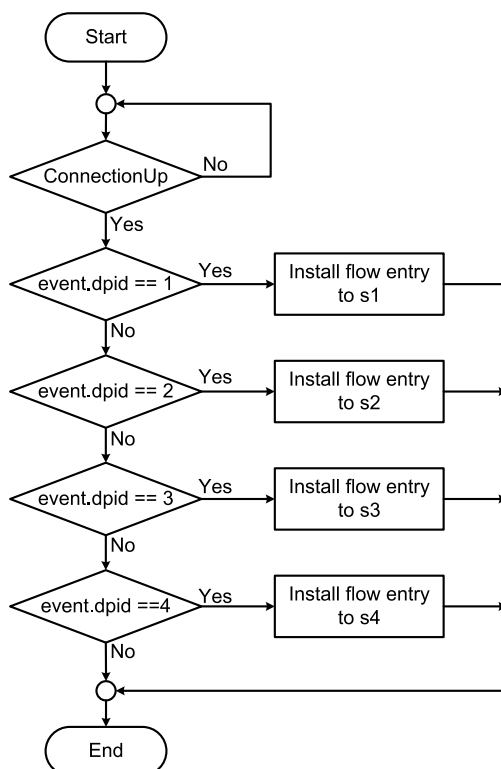 Start
ConnectionUp
No
Yes
event.dpid == 1
Yes
Install flow entry
to s1
No
event.dpid == 2
Yes
Install flow entry
to s2
No
event.dpid == 3
Yes
Install flow entry
to s3
No
event.dpid ==4
Yes
Install flow entry
to s4
No
End